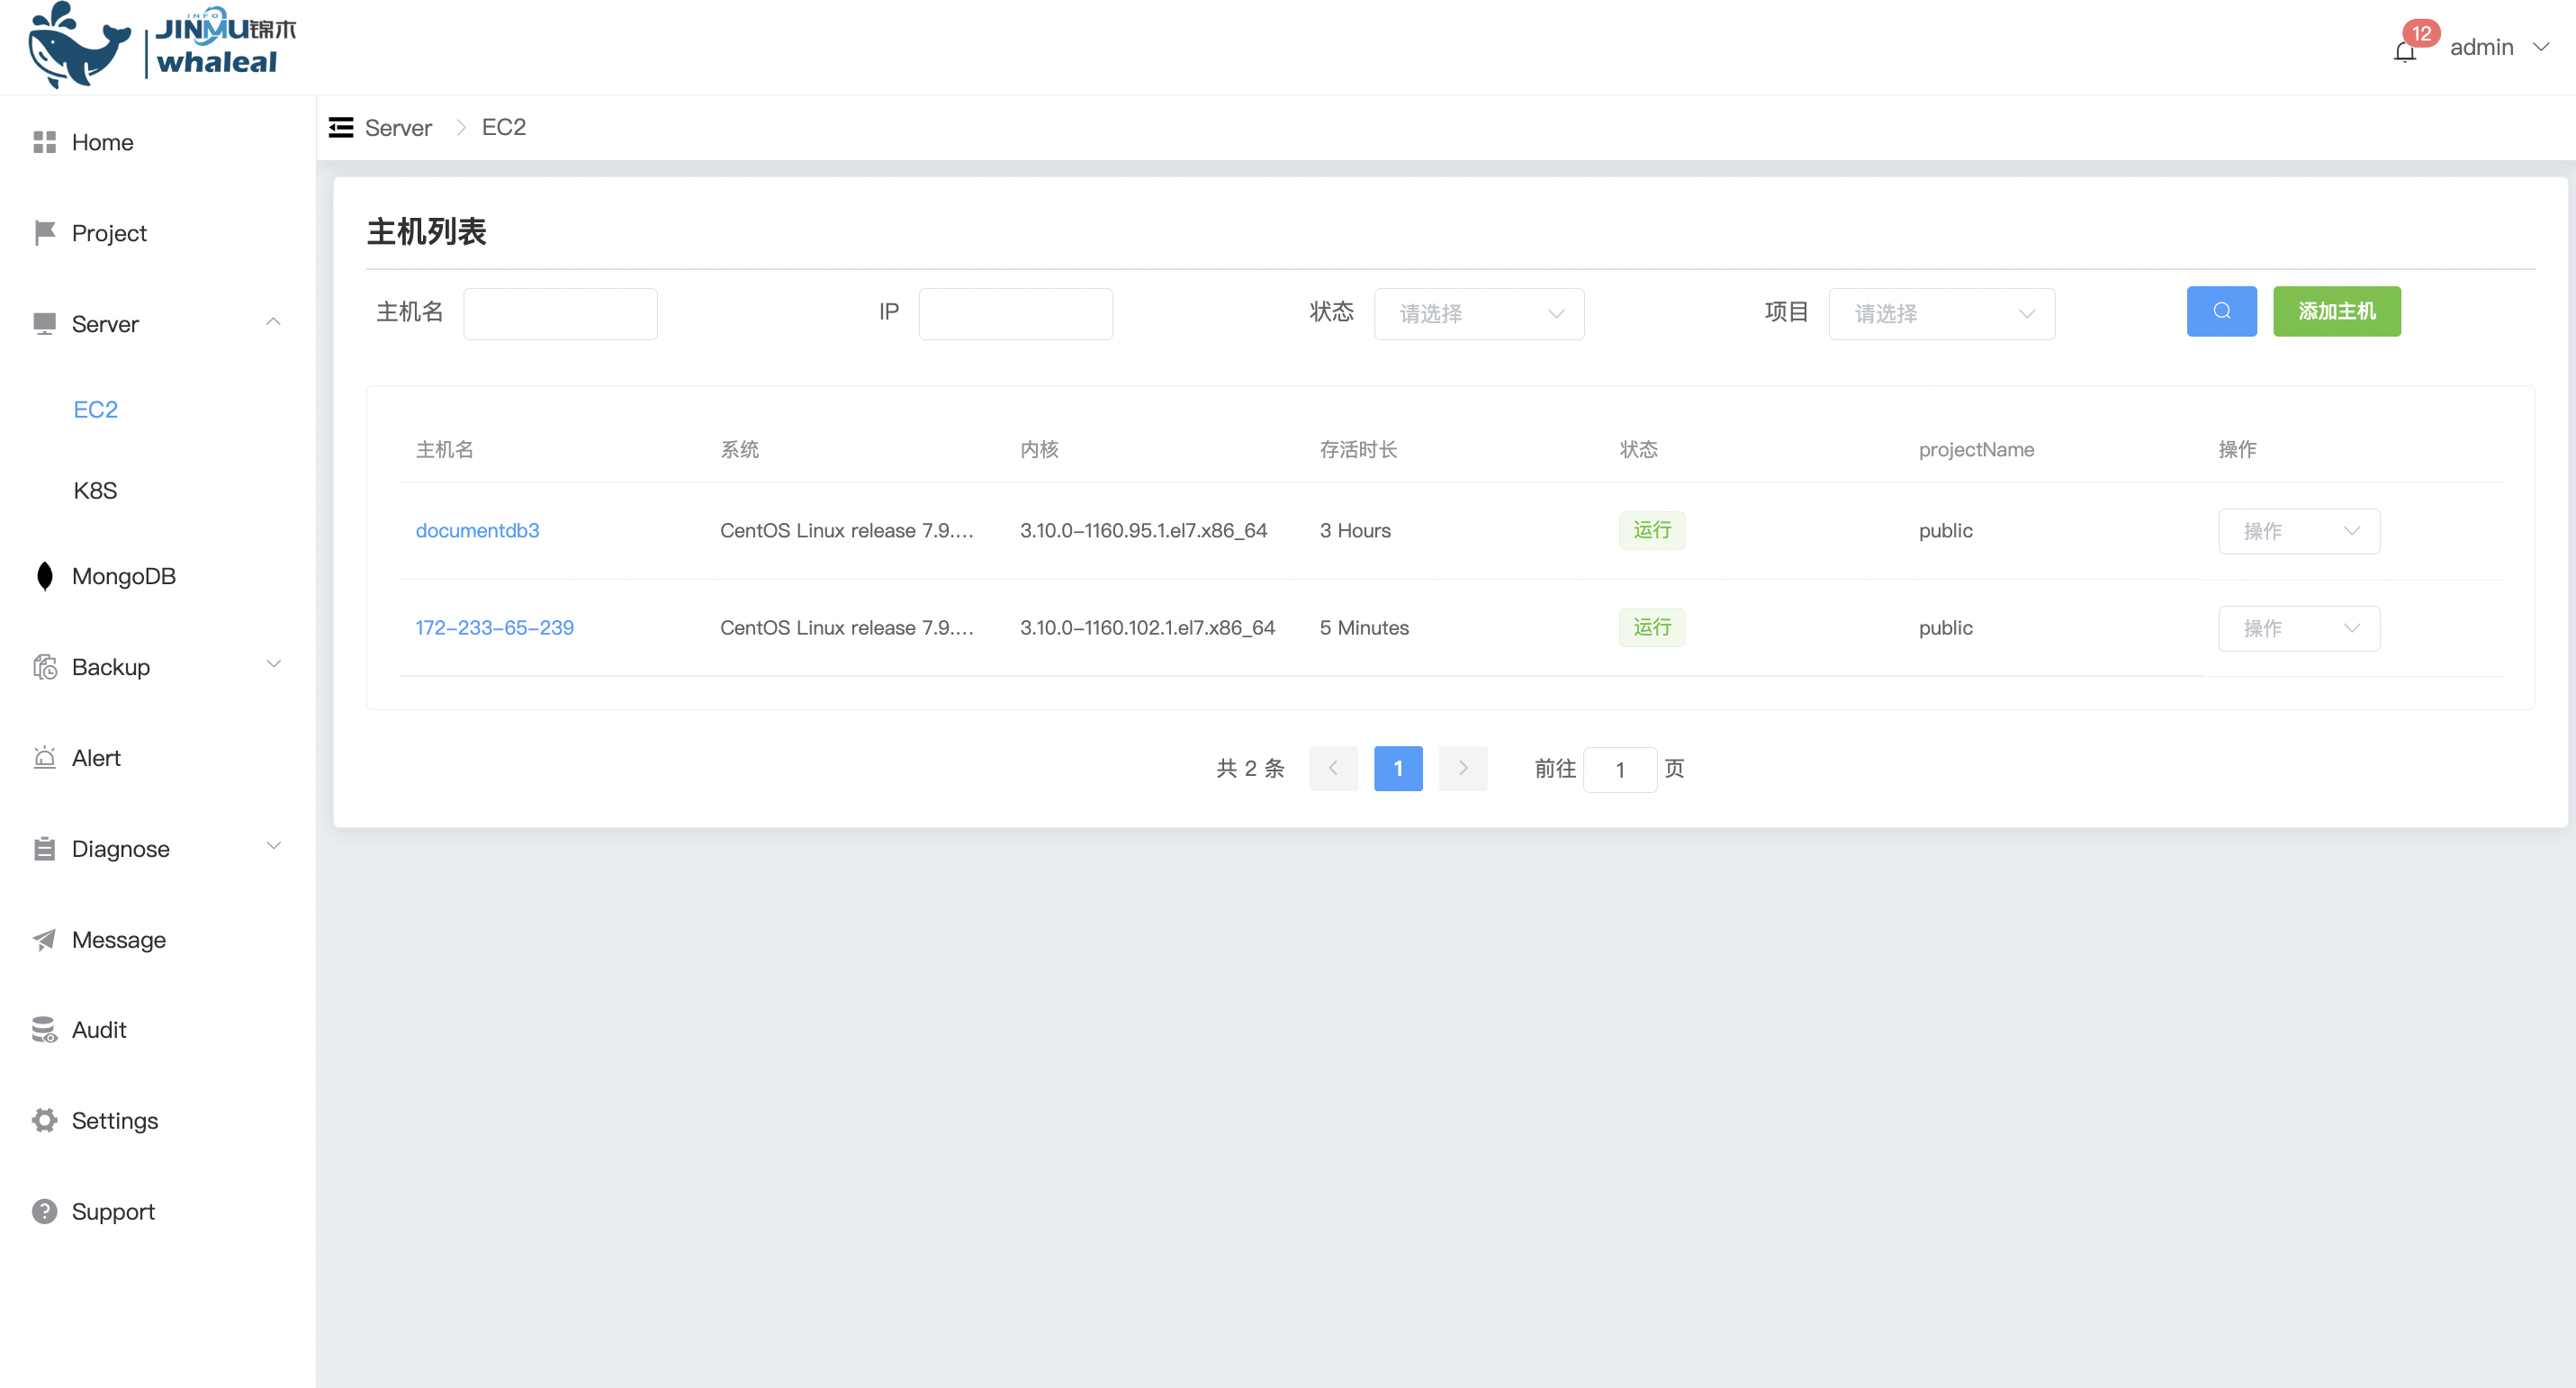 INFO
JINMU锦木
whaleal
12
admin
Home
Project
Server
EC2
K8S
MongoDB
Backup
Alert
Diagnose
Message
Audit
Settings
Support
Server > EC2
主机列表
主机名 IP 状态 请选择 项目 请选择 添加主机
主机名 系统 内核 存活时长 状态 projectName 操作
documentdb3 CentOS Linux release 7.9.... 3.10.0-1160.95.1.el7.x86_64 3 Hours 运行 public 操作
172-233-65-239 CentOS Linux release 7.9.... 3.10.0-1160.102.1.el7.x86_64 5 Minutes 运行 public 操作
共 2 条 < 1 > 前往 1 页